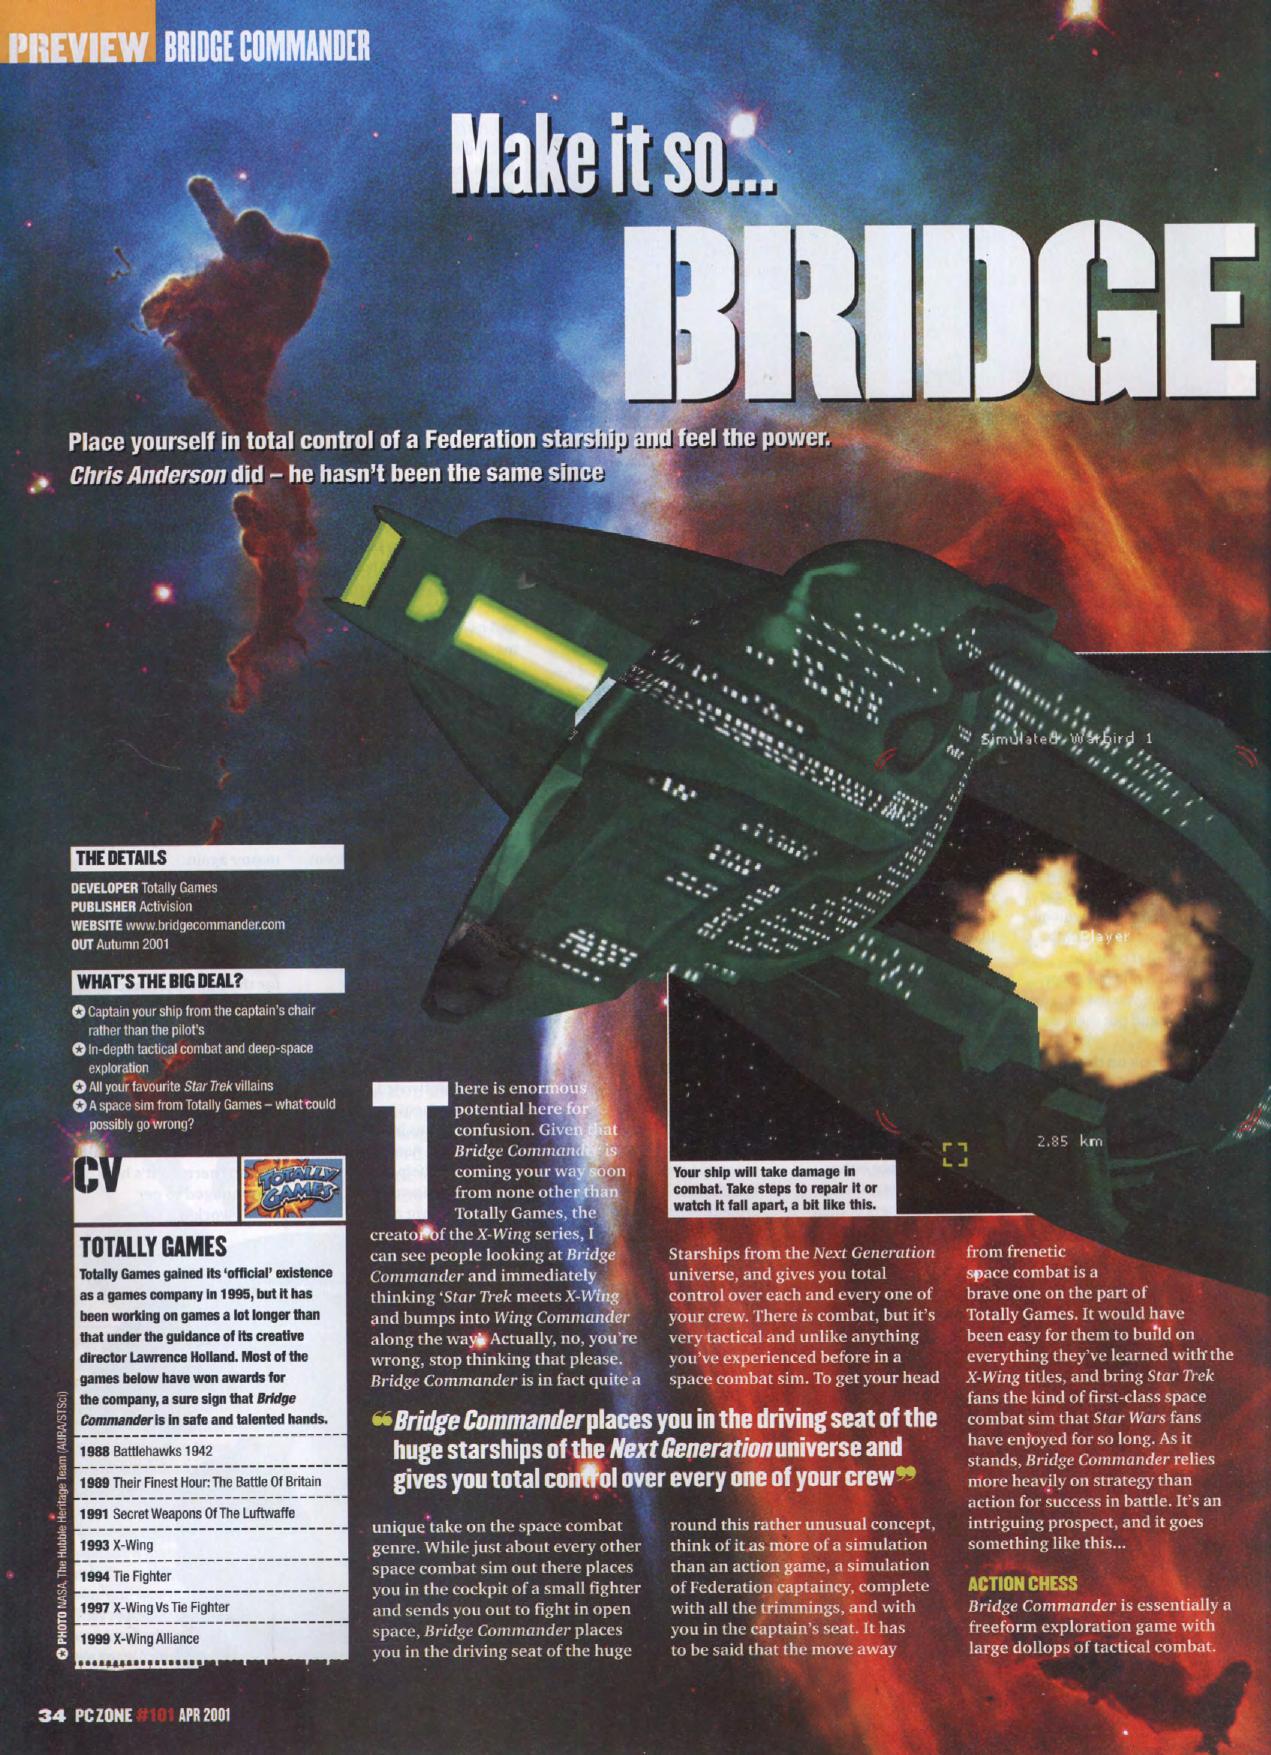 PREVIEW BRIDGE COMMANDER
Make it so...
BRIDGE
Place yourself in total control of a Federation starship and feel the power.
Chris Anderson did – he hasn't been the same since
Simulated Warbird 1
Player
2.85 km
THE DETAILS
DEVELOPER Totally Games
PUBLISHER Activision
WEBSITE www.bridgecommander.com
OUT Autumn 2001
WHAT'S THE BIG DEAL?
Captain your ship from the captain's chair
rather than the pilot's
In-depth tactical combat and deep-space
exploration
All your favourite Star Trek villains
A space sim from Totally Games – what could
possibly go wrong?
CV
TOTALLY
GAMES
TOTALLY GAMES
Totally Games gained its 'official' existence
as a games company in 1995, but it has
been working on games a lot longer than
that under the guidance of its creative
director Lawrence Holland. Most of the
games below have won awards for
the company, a sure sign that Bridge
Commander is in safe and talented hands.
1988 Battlehawks 1942
1989 Their Finest Hour: The Battle Of Britain
1991 Secret Weapons Of The Luftwaffe
1993 X-Wing
1994 Tie Fighter
1997 X-Wing Vs Tie Fighter
1999 X-Wing Alliance
PHOTO NASA, The Hubble Heritage Team (AURA/STScI)
There is enormous
potential here for
confusion. Given that
Bridge Commander is
coming your way soon
from none other than
Totally Games, the
creator of the X-Wing series, I
can see people looking at Bridge
Commander and immediately
thinking 'Star Trek meets X-Wing
and bumps into Wing Commander
along the way'. Actually, no, you're
wrong, stop thinking that please.
Bridge Commander is in fact quite a
Your ship will take damage in
combat. Take steps to repair it or
watch it fall apart, a bit like this.
"Bridge Commander places you in the driving seat of the
huge starships of the Next Generation universe and
gives you total control over every one of your crew"
unique take on the space combat
genre. While just about every other
space combat sim out there places
you in the cockpit of a small fighter
and sends you out to fight in open
space, Bridge Commander places
you in the driving seat of the huge
Starships from the Next Generation
universe, and gives you total
control over each and every one of
your crew. There is combat, but it's
very tactical and unlike anything
you've experienced before in a
space combat sim. To get your head
round this rather unusual concept,
think of it as more of a simulation
than an action game, a simulation
of Federation captaincy, complete
with all the trimmings, and with
you in the captain's seat. It has
to be said that the move away
from frenetic
space combat is a
brave one on the part of
Totally Games. It would have
been easy for them to build on
everything they've learned with the
X-Wing titles, and bring Star Trek
fans the kind of first-class space
combat sim that Star Wars fans
have enjoyed for so long. As it
stands, Bridge Commander relies
more heavily on strategy than
action for success in battle. It's an
intriguing prospect, and it goes
something like this...
ACTION CHESS
Bridge Commander is essentially a
freeform exploration game with
large dollops of tactical combat.
34 PCZONE #101 APR 2001